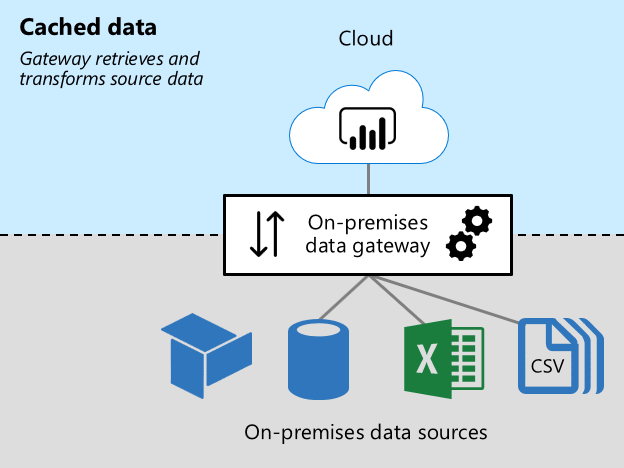 Cached data
Gateway retrieves and
transforms source data
Cloud
On-premises
data gateway
X
CSV
On-premises data sources